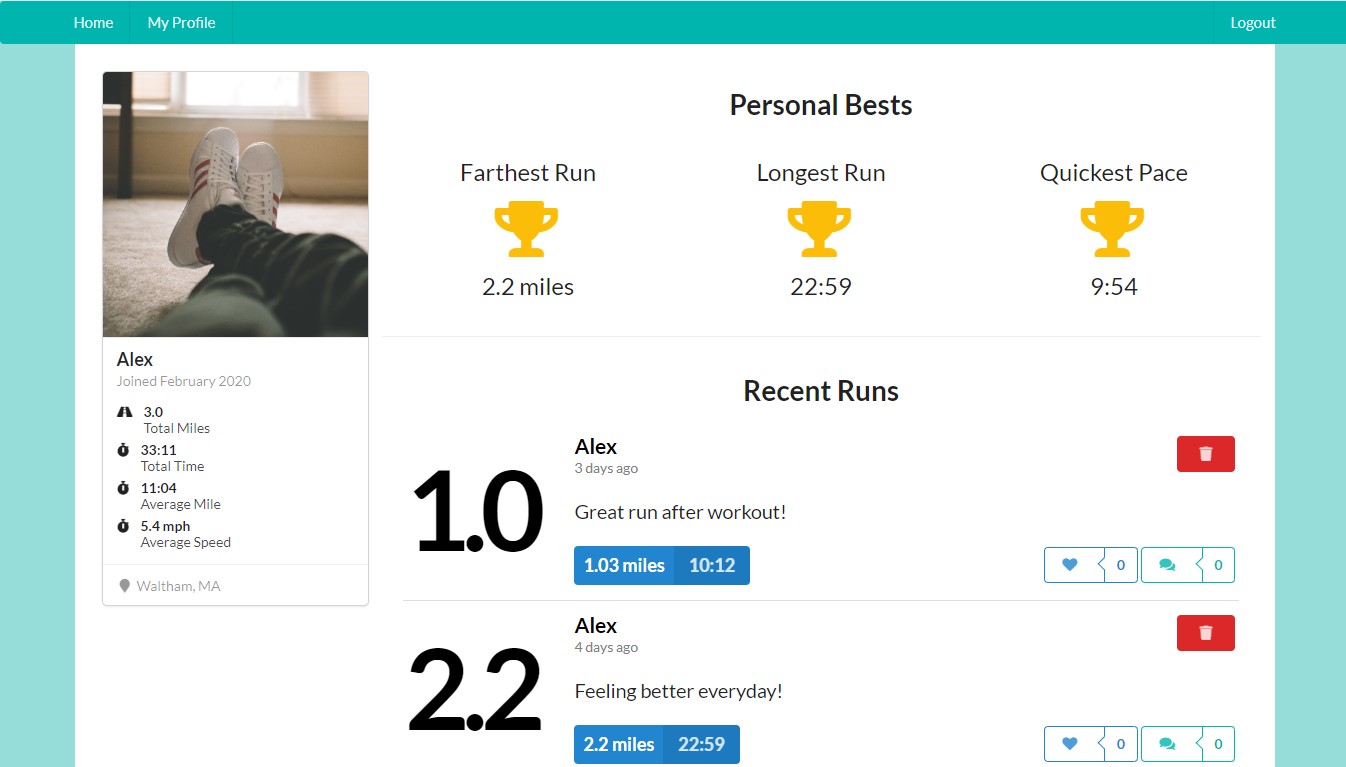 Home My Profile Logout
Alex
Joined February 2020
3.0
Total Miles
33:11
Total Time
11:04
Average Mile
5.4 mph
Average Speed
Waltham, MA
Personal Bests
Farthest Run Longest Run Quickest Pace
2.2 miles 22:59 9:54
Recent Runs
1.0
Alex
3 days ago
Great run after workout!
1.03 miles 10:12 0 0
2.2
Alex
4 days ago
Feeling better everyday!
2.2 miles 22:59 0 0